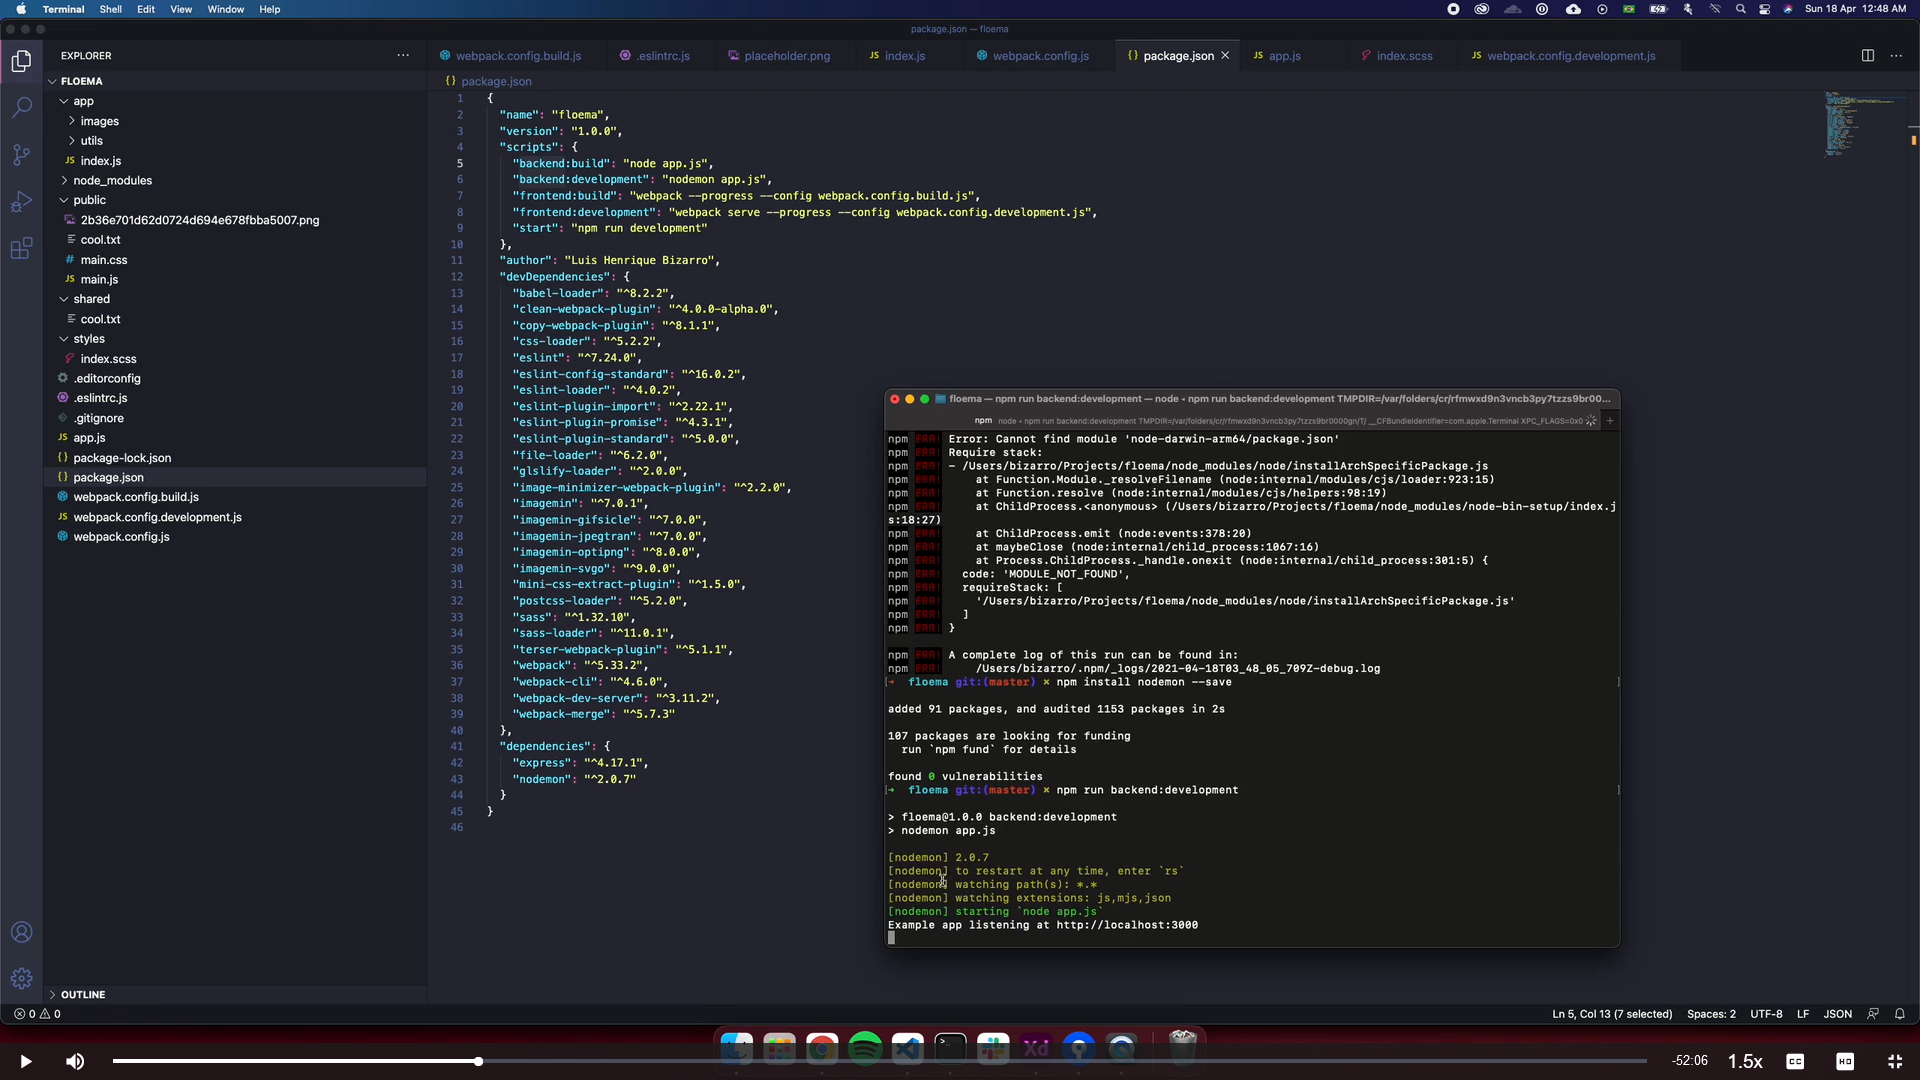 Terminal Shell Edit View Window Help
Sun 18 Apr 12:48 AM
package.json — floema
EXPLORER
webpack.config.build.js
.eslintrc.js
placeholder.png
index.js
webpack.config.js
package.json
app.js
index.scss
webpack.config.development.js
FLOEMA
app
images
utils
index.js
node_modules
public
2b36e701d62d0724d694e678fbba5007.png
cool.txt
main.css
main.js
shared
cool.txt
styles
index.scss
.editorconfig
.eslintrc.js
.gitignore
app.js
package-lock.json
package.json
webpack.config.build.js
webpack.config.development.js
webpack.config.js
OUTLINE
{} package.json
1 {
2 "name": "floema",
3 "version": "1.0.0",
4 "scripts": {
5 "backend:build": "node app.js",
6 "backend:development": "nodemon app.js",
7 "frontend:build": "webpack --progress --config webpack.config.build.js",
8 "frontend:development": "webpack serve --progress --config webpack.config.development.js",
9 "start": "npm run development"
10 },
11 "author": "Luis Henrique Bizarro",
12 "devDependencies": {
13 "babel-loader": "^8.2.2",
14 "clean-webpack-plugin": "^4.0.0-alpha.0",
15 "copy-webpack-plugin": "^8.1.1",
16 "css-loader": "^5.2.2",
17 "eslint": "^7.24.0",
18 "eslint-config-standard": "^16.0.2",
19 "eslint-loader": "^4.0.2",
20 "eslint-plugin-import": "^2.22.1",
21 "eslint-plugin-promise": "^4.3.1",
22 "eslint-plugin-standard": "^5.0.0",
23 "file-loader": "^6.2.0",
24 "glslify-loader": "^2.0.0",
25 "image-minimizer-webpack-plugin": "^2.2.0",
26 "imagemin": "^7.0.1",
27 "imagemin-gifsicle": "^7.0.0",
28 "imagemin-jpegtran": "^7.0.0",
29 "imagemin-optipng": "^8.0.0",
30 "imagemin-svgo": "^9.0.0",
31 "mini-css-extract-plugin": "^1.5.0",
32 "postcss-loader": "^5.2.0",
33 "sass": "^1.32.10",
34 "sass-loader": "^11.0.1",
35 "terser-webpack-plugin": "^5.1.1",
36 "webpack": "^5.33.2",
37 "webpack-cli": "^4.6.0",
38 "webpack-dev-server": "^3.11.2",
39 "webpack-merge": "^5.7.3"
40 },
41 "dependencies": {
42 "express": "^4.17.1",
43 "nodemon": "^2.0.7"
44 }
45 }
46
floema — npm run backend:development — node ◂ npm run backend:development TMPDIR=/var/folders/cr/rfmwxd9n3vncb3py7tzzs9br00...
npm node ◂ npm run backend:development TMPDIR=/var/folders/cr/rfmwxd9n3vncb3py7tzzs9br0000gn/T/ __CFBundleIdentifier=com.apple.Terminal XPC_FLAGS=0x0
npm ERR! Error: Cannot find module 'node-darwin-arm64/package.json'
npm ERR! Require stack:
npm ERR! - /Users/bizarro/Projects/floema/node_modules/node/installArchSpecificPackage.js
npm ERR! at Function.Module._resolveFilename (node:internal/modules/cjs/loader:923:15)
npm ERR! at Function.resolve (node:internal/modules/cjs/helpers:98:19)
npm ERR! at ChildProcess.<anonymous> (/Users/bizarro/Projects/floema/node_modules/node-bin-setup/index.j
s:18:27)
npm ERR! at ChildProcess.emit (node:events:378:20)
npm ERR! at maybeClose (node:internal/child_process:1067:16)
npm ERR! at Process.ChildProcess._handle.onexit (node:internal/child_process:301:5) {
npm ERR! code: 'MODULE_NOT_FOUND',
npm ERR! requireStack: [
npm ERR! '/Users/bizarro/Projects/floema/node_modules/node/installArchSpecificPackage.js'
npm ERR! ]
npm ERR! }
npm ERR! A complete log of this run can be found in:
npm ERR! /Users/bizarro/.npm/_logs/2021-04-18T03_48_05_709Z-debug.log
[→ floema git:(master) × npm install nodemon --save ]
added 91 packages, and audited 1153 packages in 2s
107 packages are looking for funding
run `npm fund` for details
found 0 vulnerabilities
[→ floema git:(master) × npm run backend:development ]
> floema@1.0.0 backend:development
> nodemon app.js
[nodemon] 2.0.7
[nodemon] to restart at any time, enter `rs`
[nodemon] watching path(s): *.*
[nodemon] watching extensions: js,mjs,json
[nodemon] starting `node app.js`
Example app listening at http://localhost:3000
0 0
Ln 5, Col 13 (7 selected) Spaces: 2 UTF-8 LF JSON
Xd
-52:06 1.5x CC HD